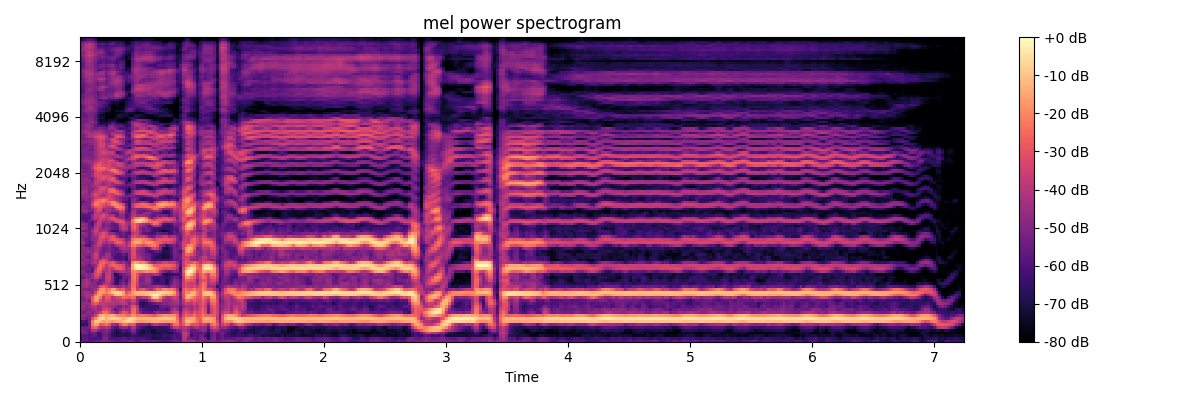 mel power spectrogram
8192
4096
2048
1024
512
0
Hz
0 1 2 3 4 5 6 7
Time
+0 dB
-10 dB
-20 dB
-30 dB
-40 dB
-50 dB
-60 dB
-70 dB
-80 dB